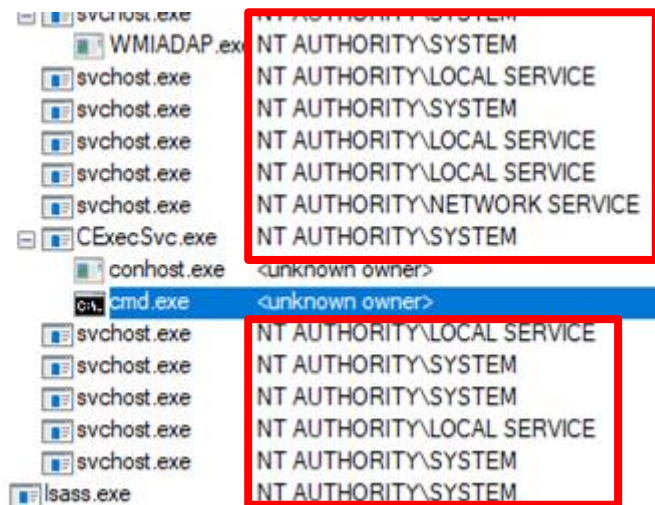 svchost.exe NT AUTHORITY\SYSTEM
WMIADAP.exe NT AUTHORITY\SYSTEM
svchost.exe NT AUTHORITY\LOCAL SERVICE
svchost.exe NT AUTHORITY\SYSTEM
svchost.exe NT AUTHORITY\LOCAL SERVICE
svchost.exe NT AUTHORITY\LOCAL SERVICE
svchost.exe NT AUTHORITY\NETWORK SERVICE
CExecSvc.exe NT AUTHORITY\SYSTEM
conhost.exe <unknown owner>
cmd.exe <unknown owner>
svchost.exe NT AUTHORITY\LOCAL SERVICE
svchost.exe NT AUTHORITY\SYSTEM
svchost.exe NT AUTHORITY\SYSTEM
svchost.exe NT AUTHORITY\LOCAL SERVICE
svchost.exe NT AUTHORITY\SYSTEM
lsass.exe NT AUTHORITY\SYSTEM